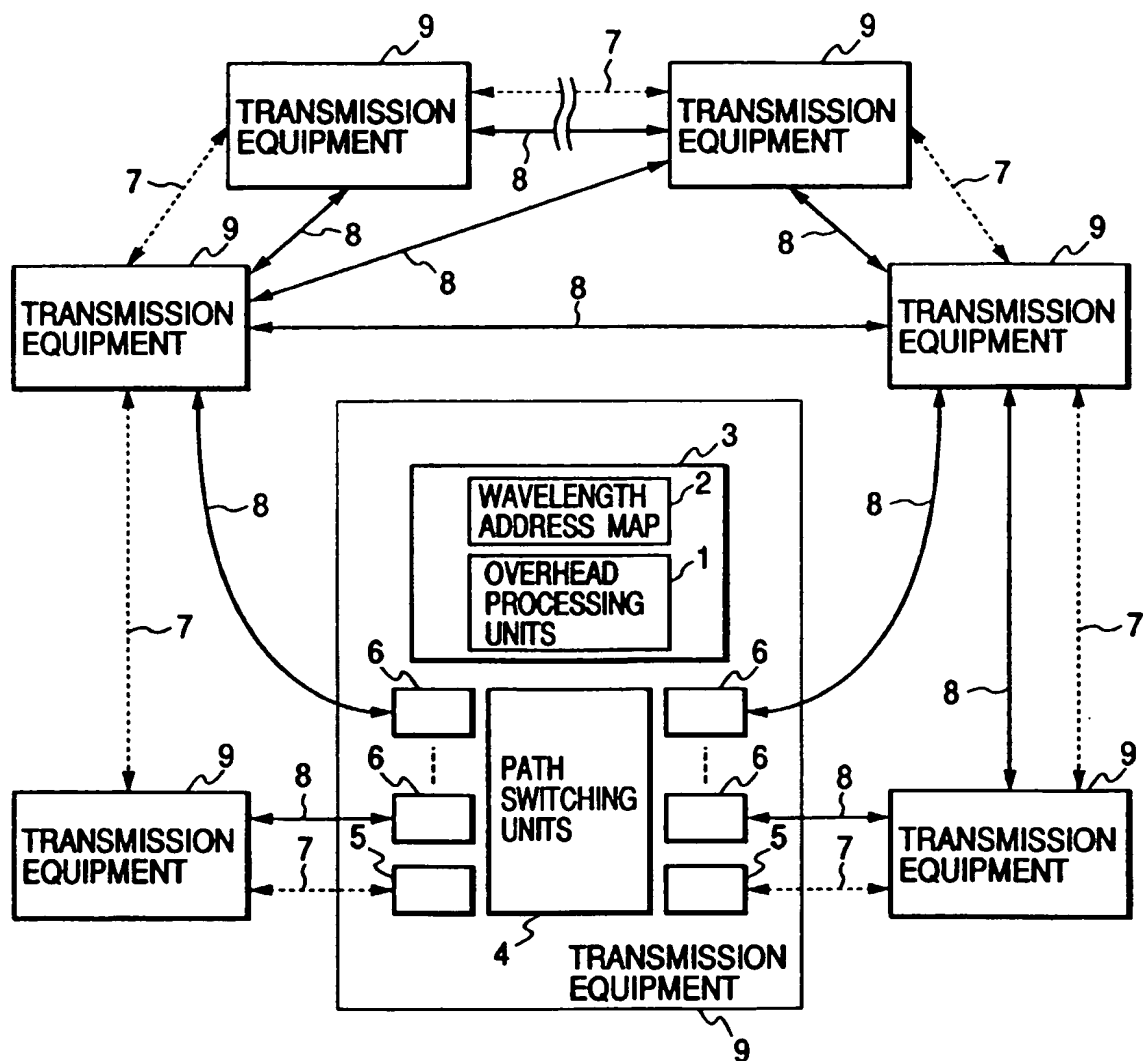 9
7
9
TRANSMISSION
EQUIPMENT
TRANSMISSION
EQUIPMENT
7
8
7
9
8
8
8
9
TRANSMISSION
EQUIPMENT
8
TRANSMISSION
EQUIPMENT
3
2
WAVELENGTH
ADDRESS MAP
8
8
1
OVERHEAD
PROCESSING
UNITS
7
7
6
6
8
9
6
PATH
SWITCHING
UNITS
6
9
8
8
TRANSMISSION
EQUIPMENT
5
7
5
7
TRANSMISSION
EQUIPMENT
4
TRANSMISSION
EQUIPMENT
9